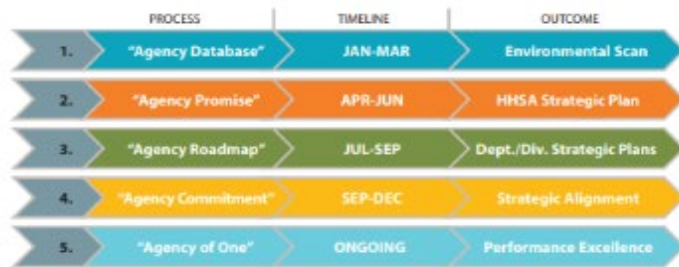 PROCESS TIMELINE OUTCOME
1. "Agency Database" JAN-MAR Environmental Scan
2. "Agency Promise" APR-JUN HHSA Strategic Plan
3. "Agency Roadmap" JUL-SEP Dept./Div. Strategic Plans
4. "Agency Commitment" SEP-DEC Strategic Alignment
5. "Agency of One" ONGOING Performance Excellence